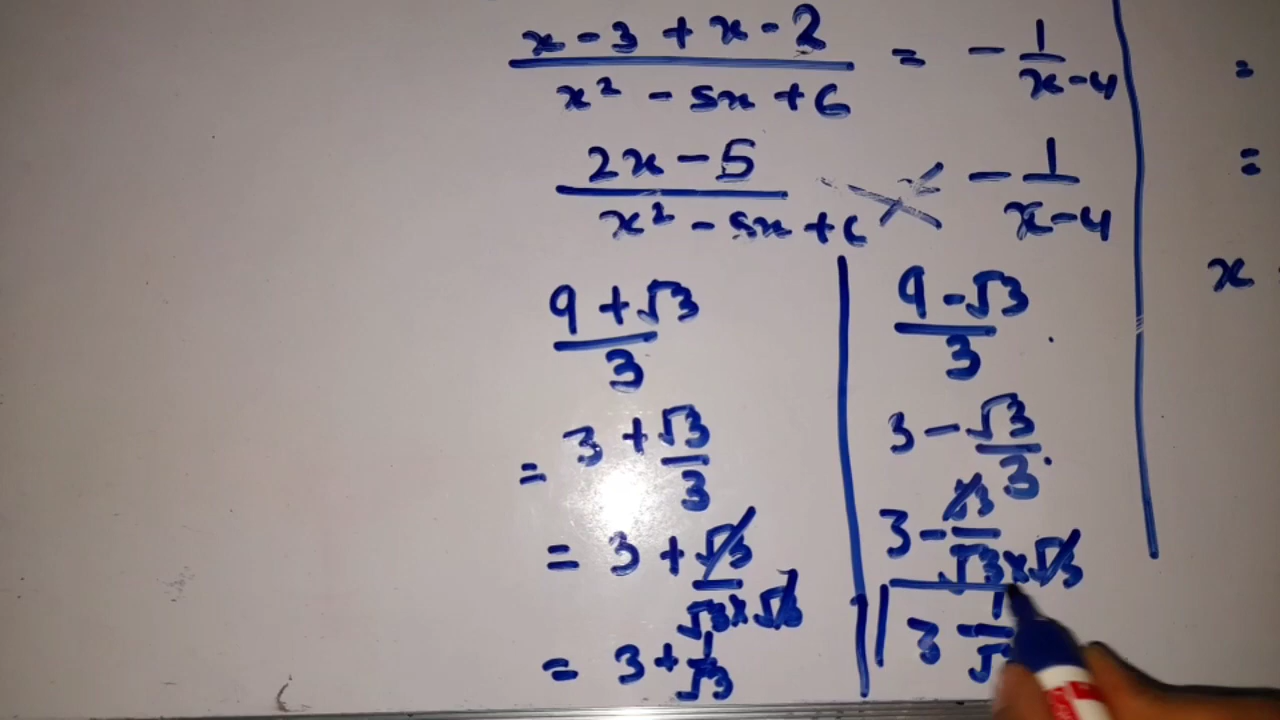 x - 3 + x - 2 / x² - 5x + 6 = - 1 / x-4
2x - 5 / x² - 5x + 6 = - 1 / x-4
9 + √3 / 3
= 3 + √3 / 3
= 3 + √3 / √3 × √3
= 3 + 1 / √3
9 - √3 / 3
3 - √3 / 3
3 - √3 / √3 × √3
3 - 1 /
=
=
x